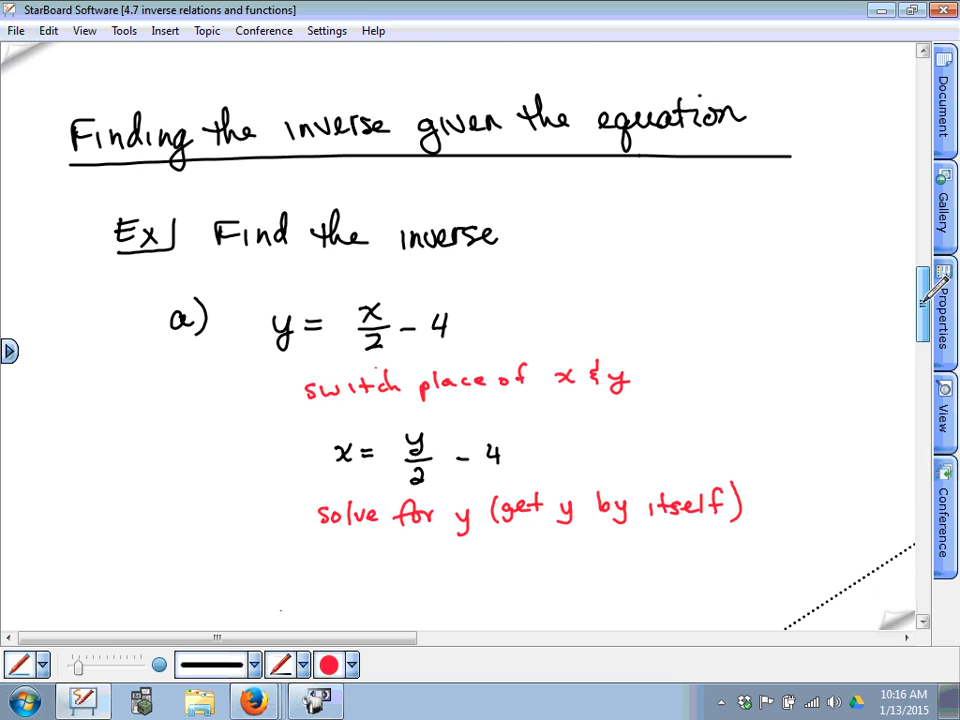 StarBoard Software [4.7 inverse relations and functions]
File Edit View Tools Insert Topic Conference Settings Help
Finding the inverse given the equation
Ex) Find the inverse
a) y = x/2 - 4
switch place of x & y
x = y/2 - 4
solve for y (get y by itself)
Document
Gallery
Properties
View
Conference
10:16 AM
1/13/2015